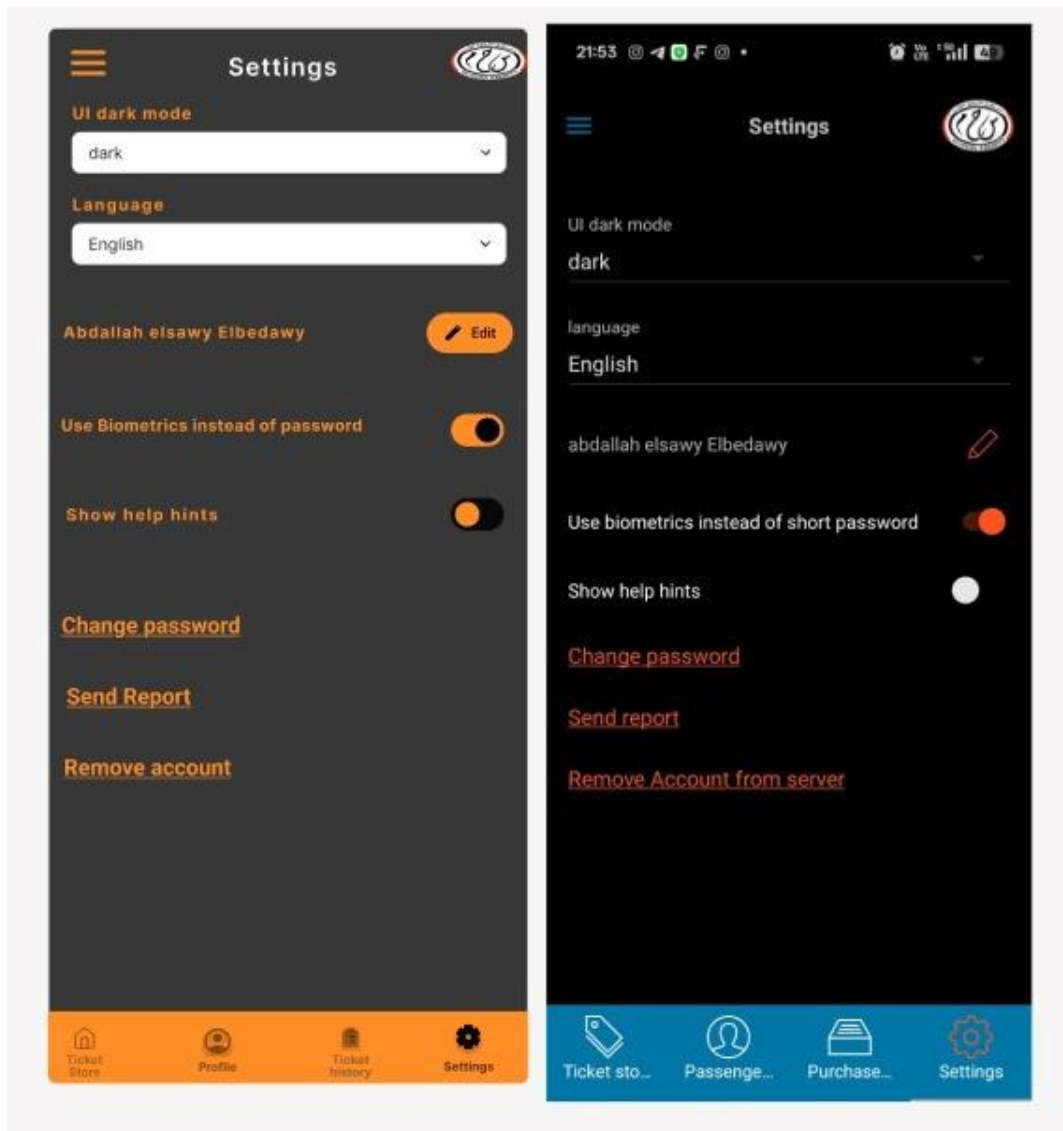 Settings
UI dark mode
dark
Language
English
Abdallah elsawy Elbedawy
Edit
Use Biometrics instead of password
Show help hints
Change password
Send Report
Remove account
Ticket
Store
Profile
Ticket
history
Settings
21:53
Settings
UI dark mode
dark
language
English
abdallah elsawy Elbedawy
Use biometrics instead of short password
Show help hints
Change password
Send report
Remove Account from server
Ticket sto...
Passenge...
Purchase...
Settings